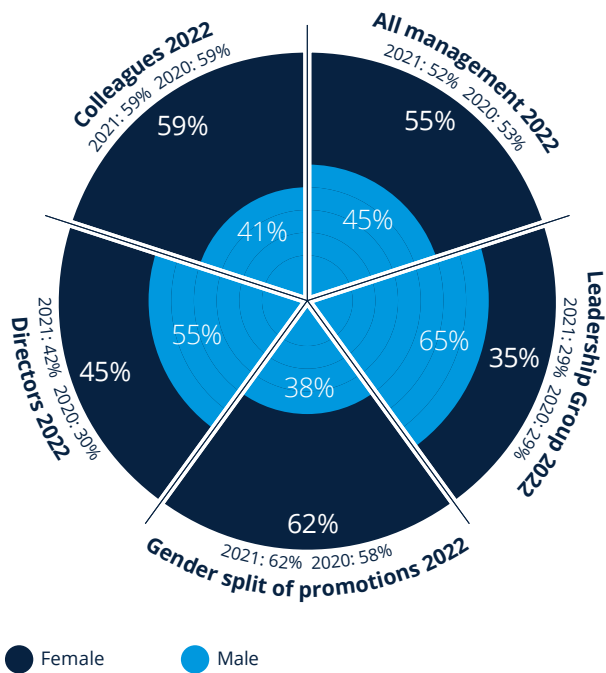 Colleagues 2022
2021: 59% 2020: 59%
59%
41%
All management 2022
2021: 52% 2020: 53%
55%
45%
Leadership Group 2022
2021: 29% 2020: 29%
35%
65%
Gender split of promotions 2022
2021: 62% 2020: 58%
62%
38%
Directors 2022
2021: 42% 2020: 30%
45%
55%
Female
Male